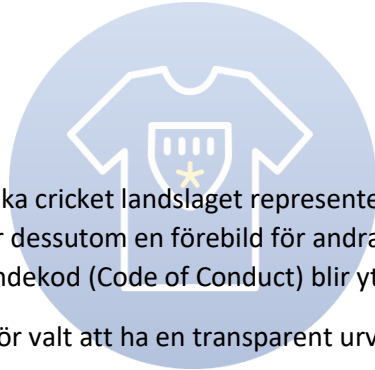 ka cricket landslaget represente
r dessutom en förebild för andra
ndekod (Code of Conduct) blir yt
ör valt att ha en transparent urv